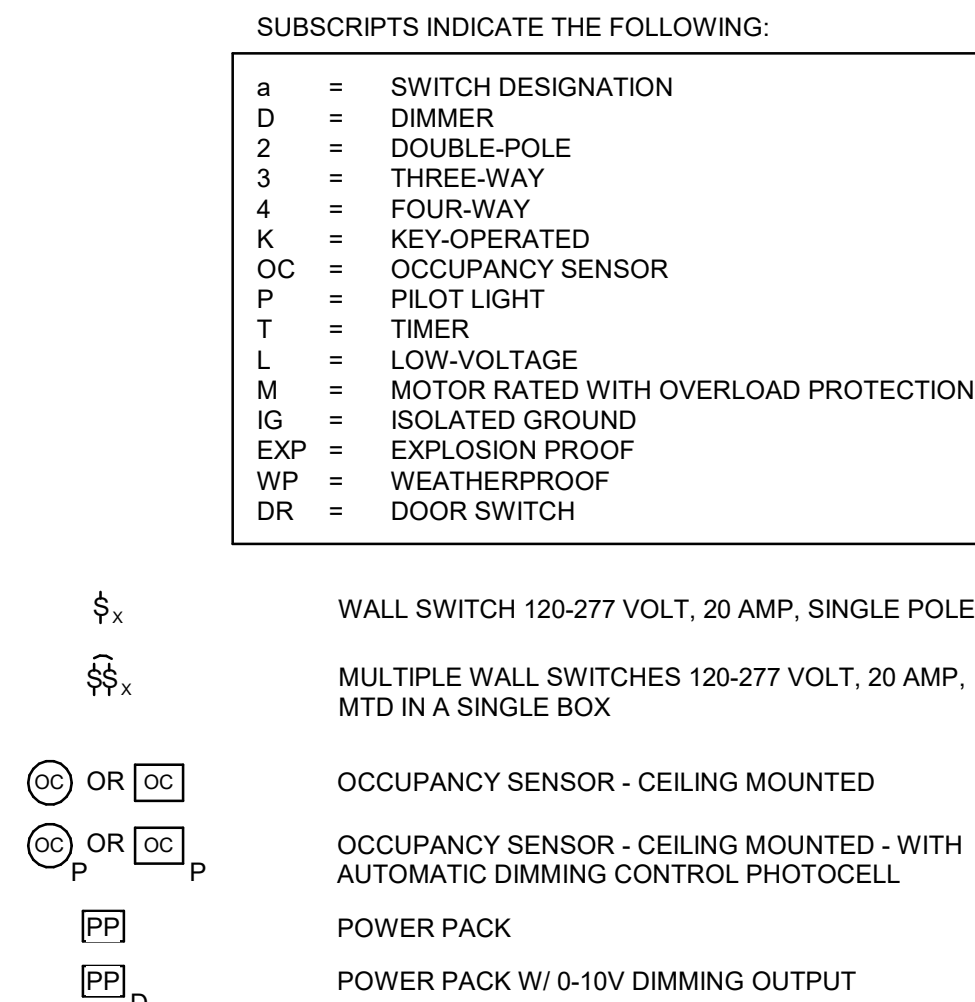 SUBSCRIPTS INDICATE THE FOLLOWING:
a = SWITCH DESIGNATION
D = DIMMER
2 = DOUBLE-POLE
3 = THREE-WAY
4 = FOUR-WAY
K = KEY-OPERATED
OC = OCCUPANCY SENSOR
P = PILOT LIGHT
T = TIMER
L = LOW-VOLTAGE
M = MOTOR RATED WITH OVERLOAD PROTECTION
IG = ISOLATED GROUND
EXP = EXPLOSION PROOF
WP = WEATHERPROOF
DR = DOOR SWITCH
$ X WALL SWITCH 120-277 VOLT, 20 AMP, SINGLE POLE
$$ X MULTIPLE WALL SWITCHES 120-277 VOLT, 20 AMP,
MTD IN A SINGLE BOX
OC OR OC OCCUPANCY SENSOR - CEILING MOUNTED
OC P OR OC P OCCUPANCY SENSOR - CEILING MOUNTED - WITH
AUTOMATIC DIMMING CONTROL PHOTOCELL
PP POWER PACK
PP D POWER PACK W/ 0-10V DIMMING OUTPUT